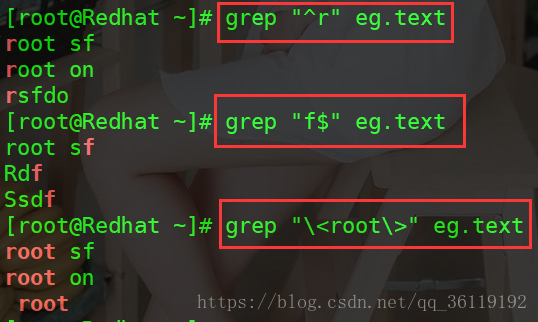 [root@Redhat ~]# grep "^r" eg.text
root sf
root on
rsfdo
[root@Redhat ~]# grep "f$" eg.text
root sf
Rdf
Ssdf
[root@Redhat ~]# grep "\<root\>" eg.text
root sf
root on
 root
https://blog.csdn.net/qq_36119192